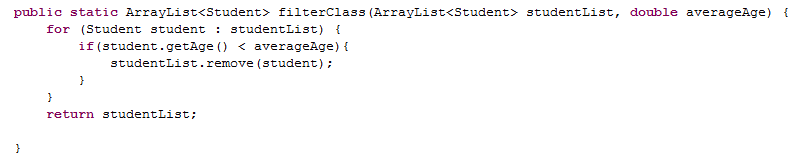 public static ArrayList<Student> filterClass(ArrayList<Student> studentList, double averageAge) {
    for (Student student : studentList) {
        if(student.getAge() < averageAge){
            studentList.remove(student);
        }
    }
    return studentList;

}